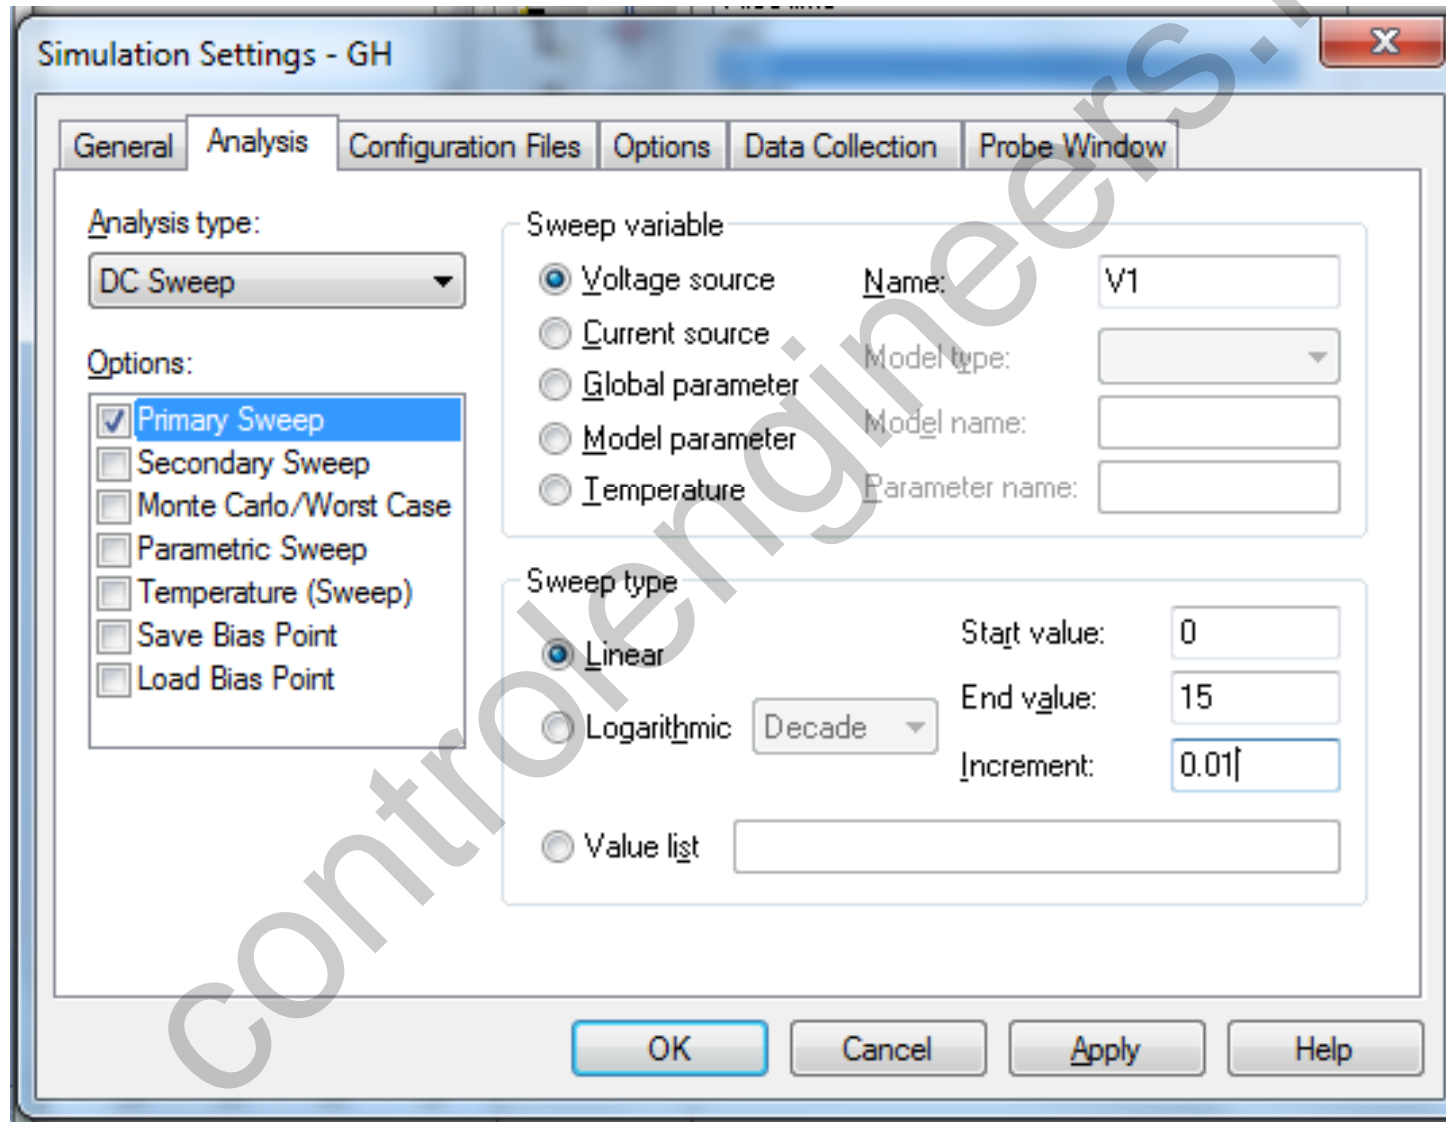 Simulation Settings - GH
General
Analysis
Configuration Files
Options
Data Collection
Probe Window
Analysis type:
DC Sweep
Options:
Primary Sweep
Secondary Sweep
Monte Carlo/Worst Case
Parametric Sweep
Temperature (Sweep)
Save Bias Point
Load Bias Point
Sweep variable
Voltage source
Current source
Global parameter
Model parameter
Temperature
Name:
V1
Model type:
Model name:
Parameter name:
Sweep type
Linear
Logarithmic
Decade
Start value:
0
End value:
15
Increment:
0.01
Value list
OK
Cancel
Apply
Help
controlengineers.